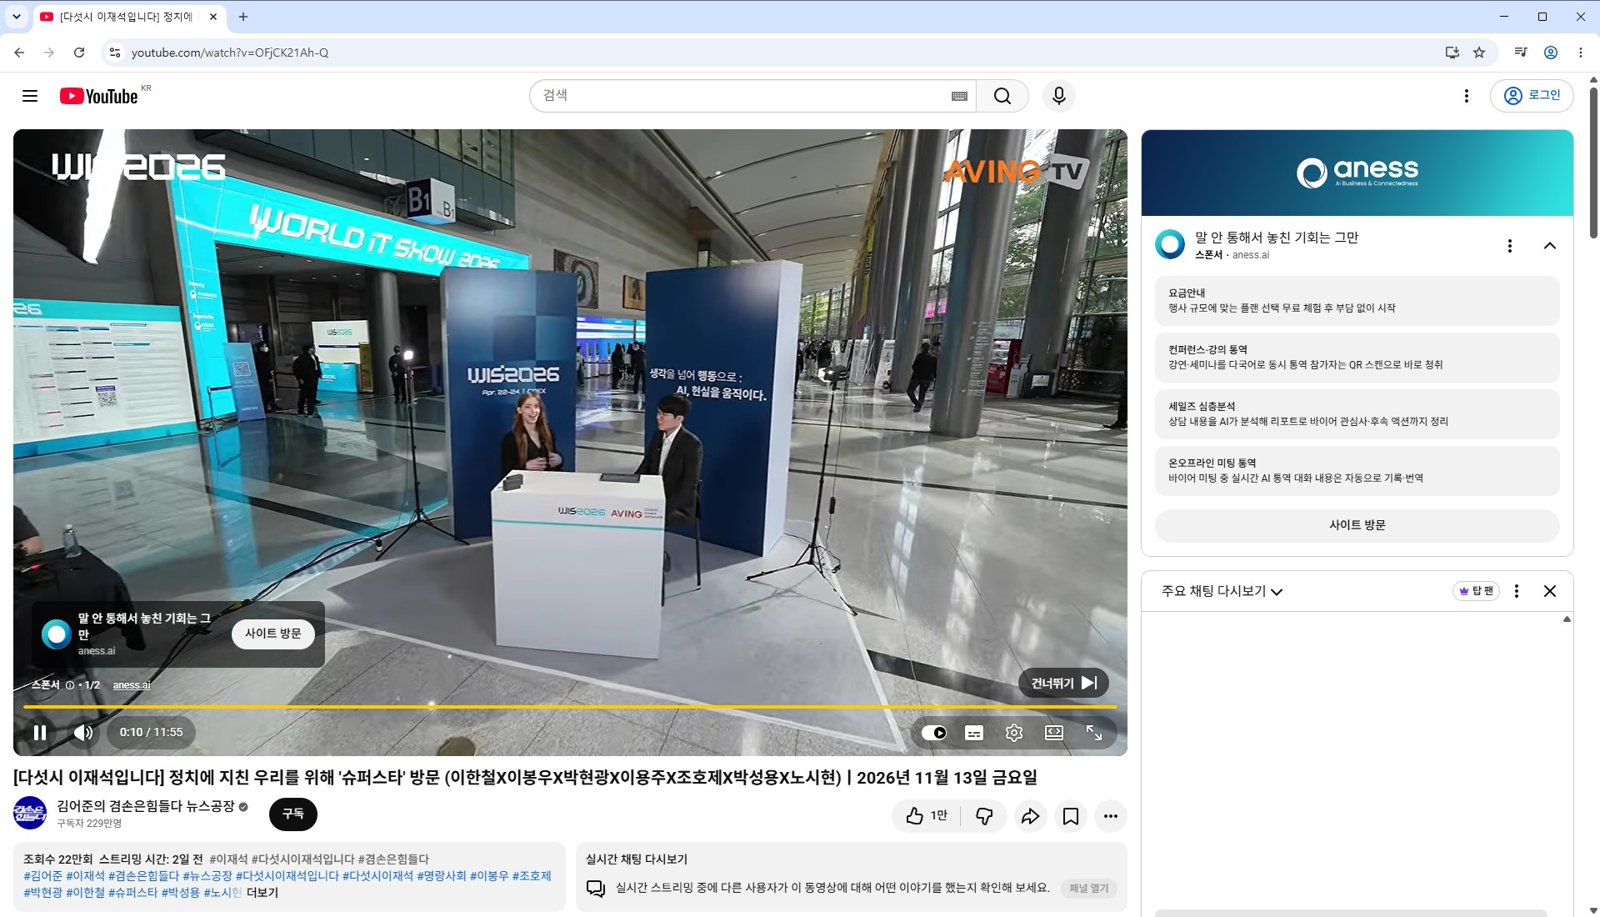 [다섯시 이재석입니다] 정치에
youtube.com/watch?v=OFjCK21Ah-Q
YouTube KR
검색
로그인
WIS2026
AVING TV
B1
B1
WORLD IT SHOW 2026
26
WIS2026
WIS2026
Apr. 22-24 | COEX
생각을 넘어 행동으로 :
AI, 현실을 움직이다.
WIS2026 AVING
말 안 통해서 놓친 기회는 그
만
aness.ai
사이트 방문
스폰서 · 1/2 aness.ai
건너뛰기
0:10 / 11:55
aness
AI Business & Connectedness
말 안 통해서 놓친 기회는 그만
스폰서 · aness.ai
요금안내
행사 규모에 맞는 플랜 선택 무료 체험 후 부담 없이 시작
컨퍼런스·강의 통역
강연·세미나를 다국어로 동시 통역 참가자는 QR 스캔으로 바로 청취
세일즈 심층분석
상담 내용을 AI가 분석해 리포트로 바이어 관심사·후속 액션까지 정리
온오프라인 미팅 통역
바이어 미팅 중 실시간 AI 통역 대화 내용은 자동으로 기록·번역
사이트 방문
주요 채팅 다시보기
탑 팬
[다섯시 이재석입니다] 정치에 지친 우리를 위해 '슈퍼스타' 방문 (이한철X이봉우X박현광X이용주X조호제X박성용X노시현) | 2026년 11월 13일 금요일
김어준의 겸손은힘들다 뉴스공장
구독자 229만명
구독
1만
조회수 22만회 스트리밍 시간: 2일 전 #이재석 #다섯시이재석입니다 #겸손은힘들다
#김어준 #이재석 #겸손은힘들다 #뉴스공장 #다섯시이재석입니다 #다섯시이재석 #명랑사회 #이봉우 #조호제
#박현광 #이한철 #슈퍼스타 #박성용 #노시현 더보기
실시간 채팅 다시보기
실시간 스트리밍 중에 다른 사용자가 이 동영상에 대해 어떤 이야기를 했는지 확인해 보세요.
패널 열기